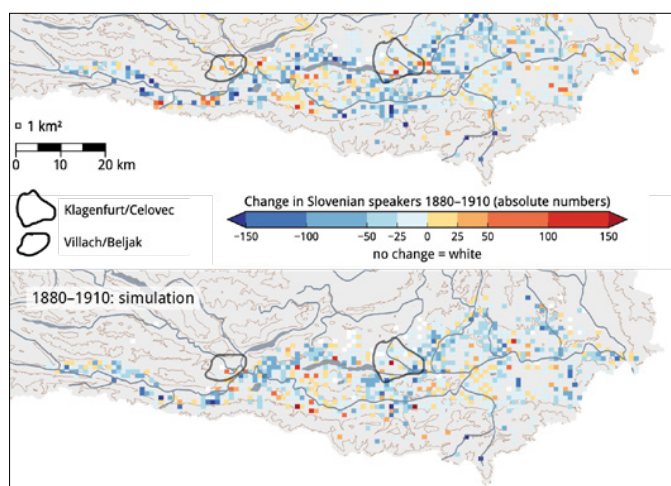 1 km²
0 10 20 km
Klagenfurt/Celovec
Villach/Beljak
Change in Slovenian speakers 1880–1910 (absolute numbers)
−150 −100 −50 −25 0 25 50 100 150
no change = white
1880–1910: simulation